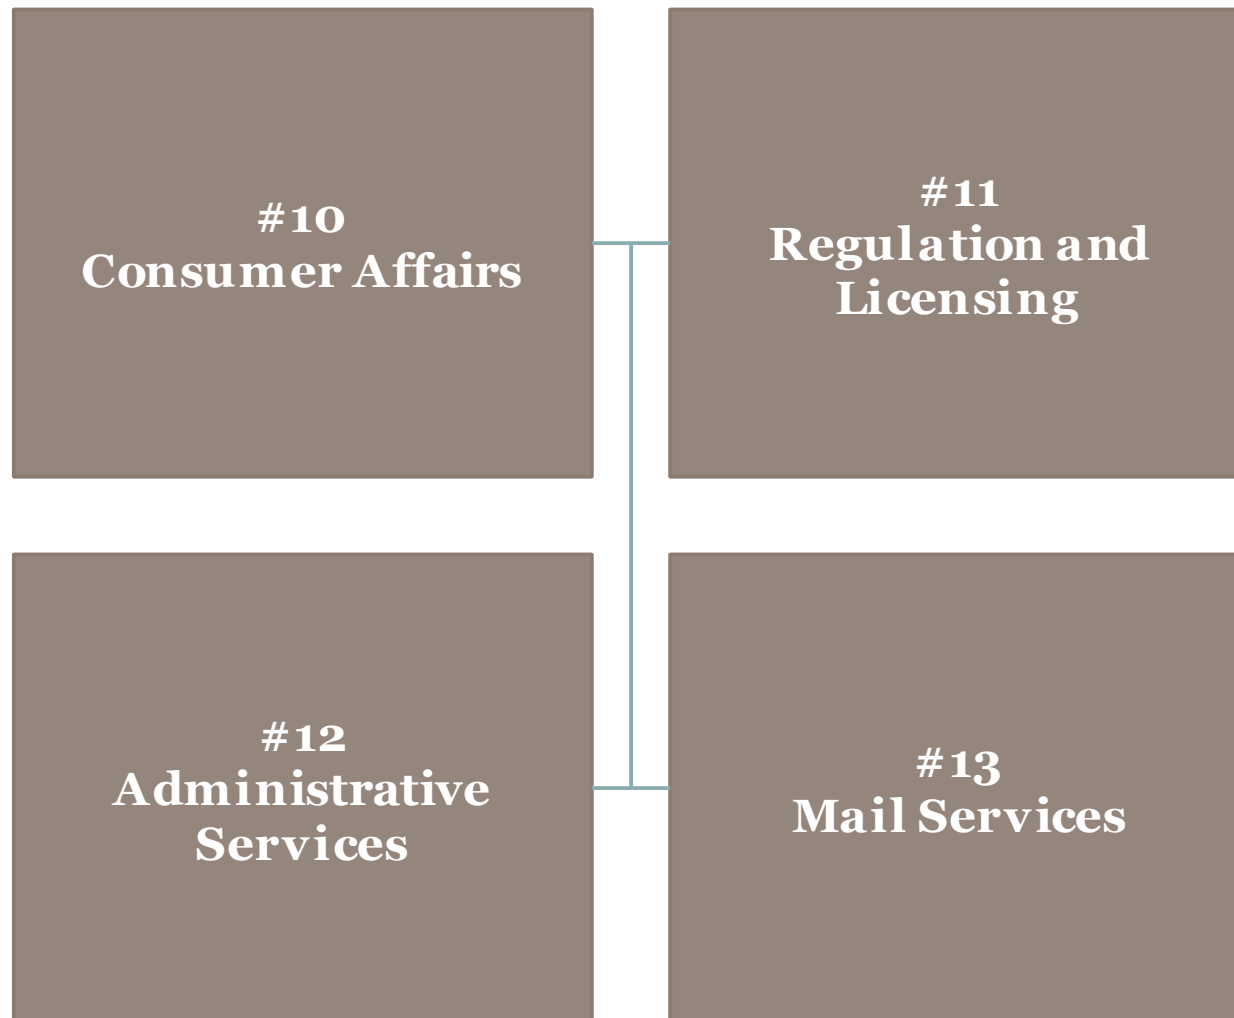 #10
Consumer Affairs
#11
Regulation and
Licensing
#12
Administrative
Services
#13
Mail Services